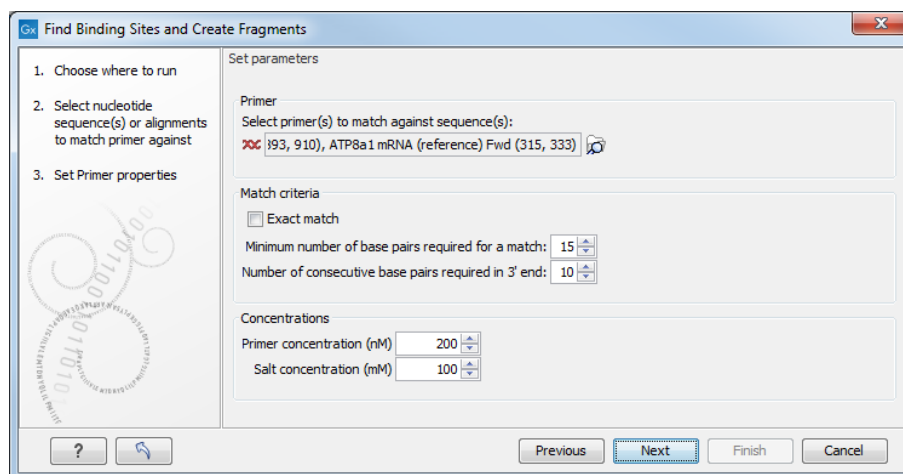 Gx Find Binding Sites and Create Fragments
1. Choose where to run
2. Select nucleotide
sequence(s) or alignments
to match primer against
3. Set Primer properties
Set parameters
Primer
Select primer(s) to match against sequence(s):
393, 910), ATP8a1 mRNA (reference) Fwd (315, 333)
Match criteria
Exact match
Minimum number of base pairs required for a match: 15
Number of consecutive base pairs required in 3' end: 10
Concentrations
Primer concentration (nM) 200
Salt concentration (mM) 100
?
Previous
Next
Finish
Cancel